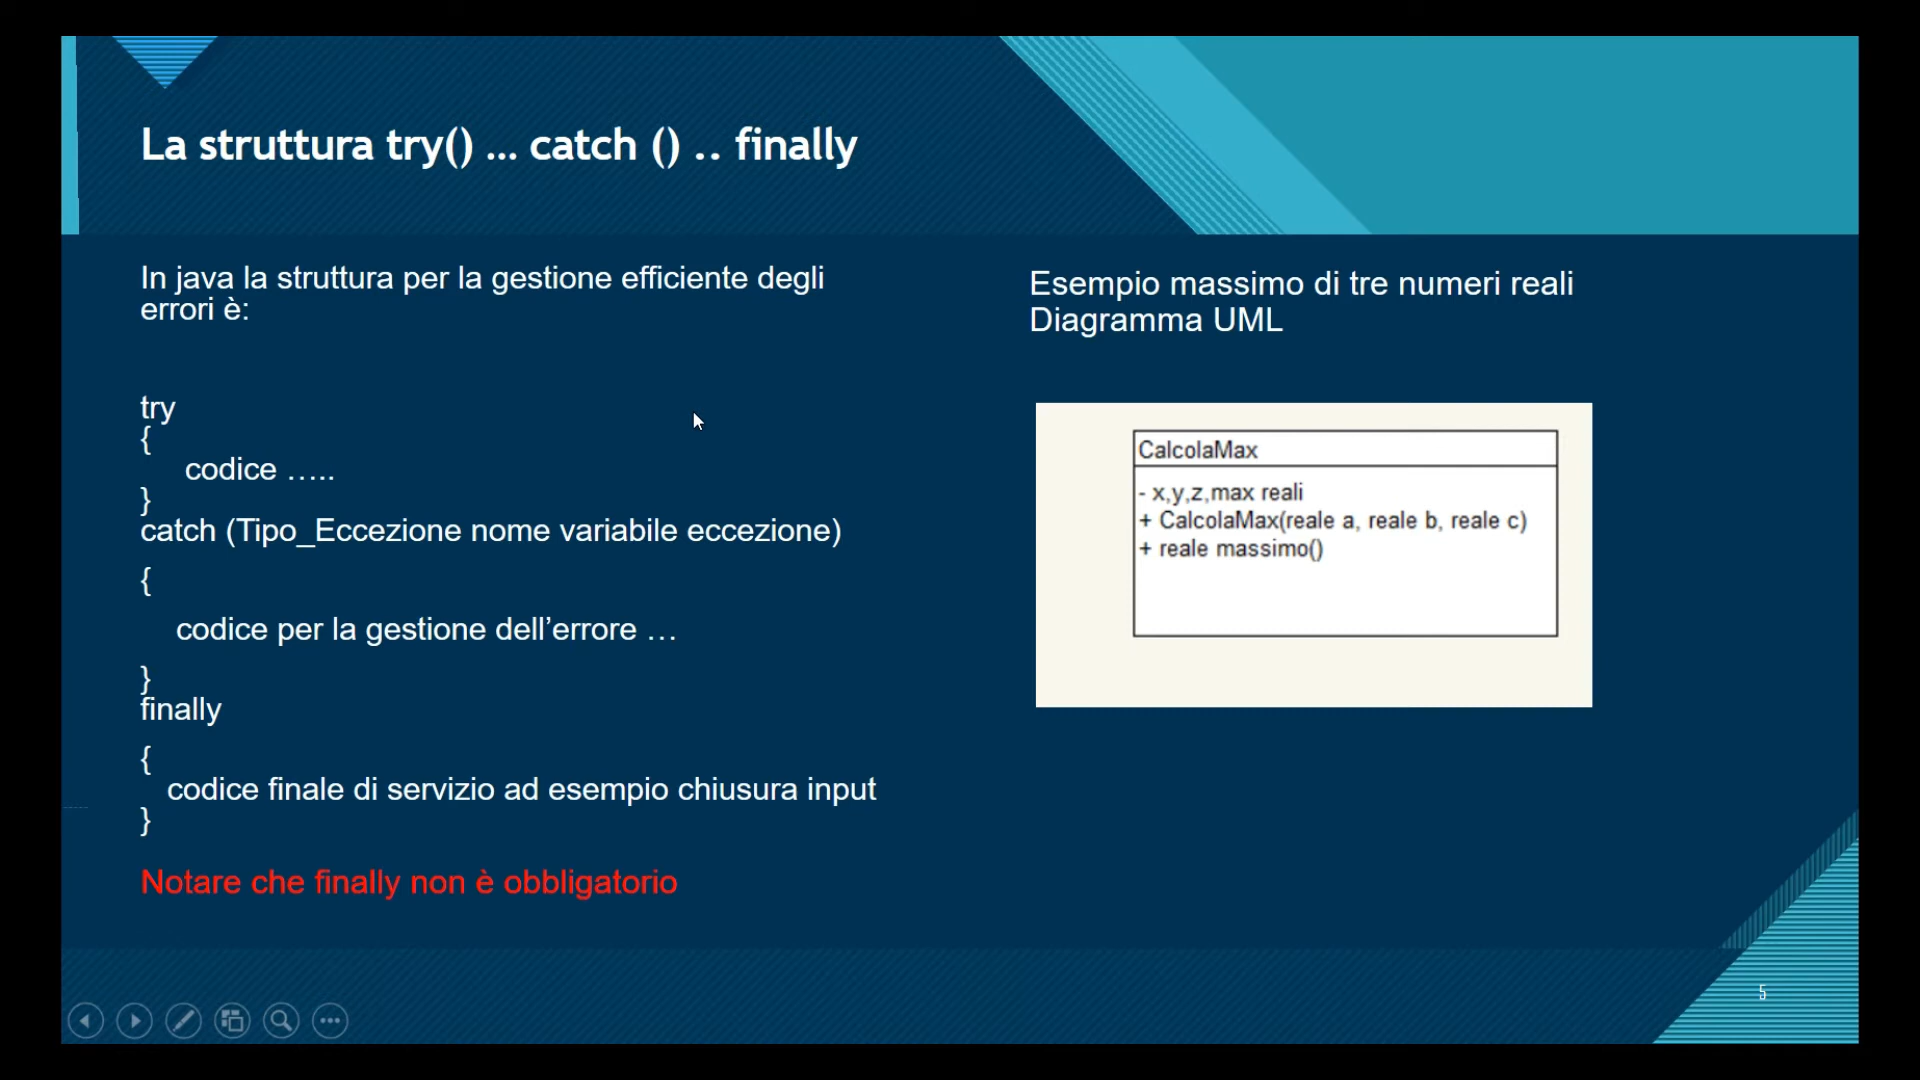 La struttura try() ... catch () .. finally
In java la struttura per la gestione efficiente degli
errori è:
try
{
codice …..
}
catch (Tipo_Eccezione nome variabile eccezione)
{
codice per la gestione dell’errore …
}
finally
{
codice finale di servizio ad esempio chiusura input
}
Notare che finally non è obbligatorio
Esempio massimo di tre numeri reali
Diagramma UML
CalcolaMax
- x,y,z,max reali
+ CalcolaMax(reale a, reale b, reale c)
+ reale massimo()
5